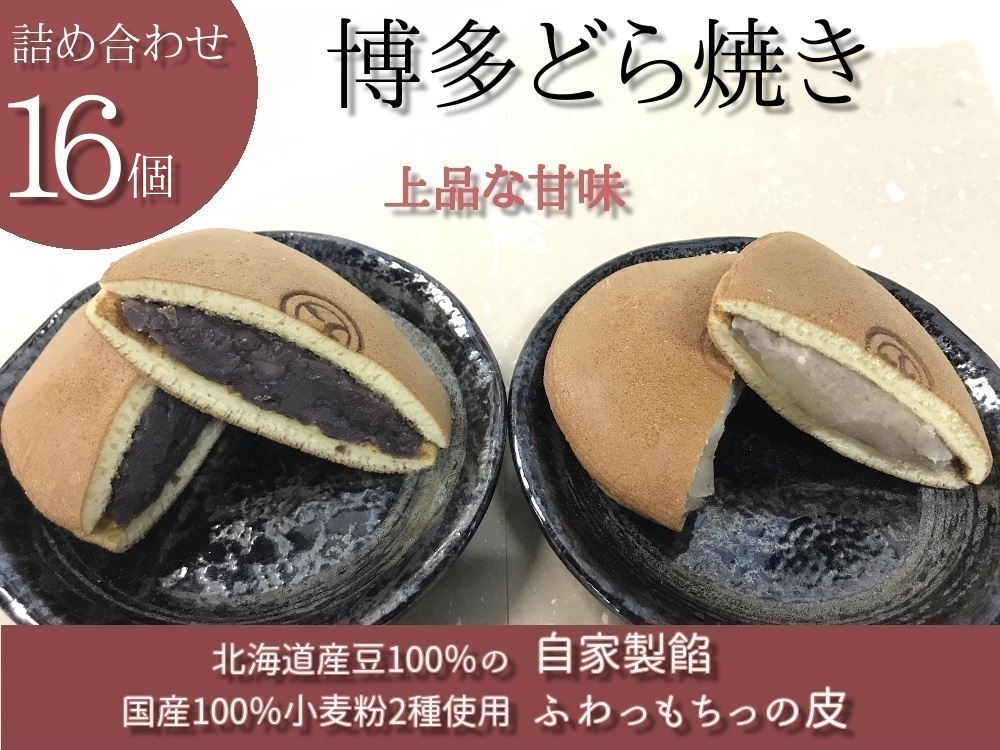 詰め合わせ
16個
博多どら焼き
上品な甘味
北海道産豆100％の 自家製餡
国産100％小麦粉2種使用 ふわっもちっの皮